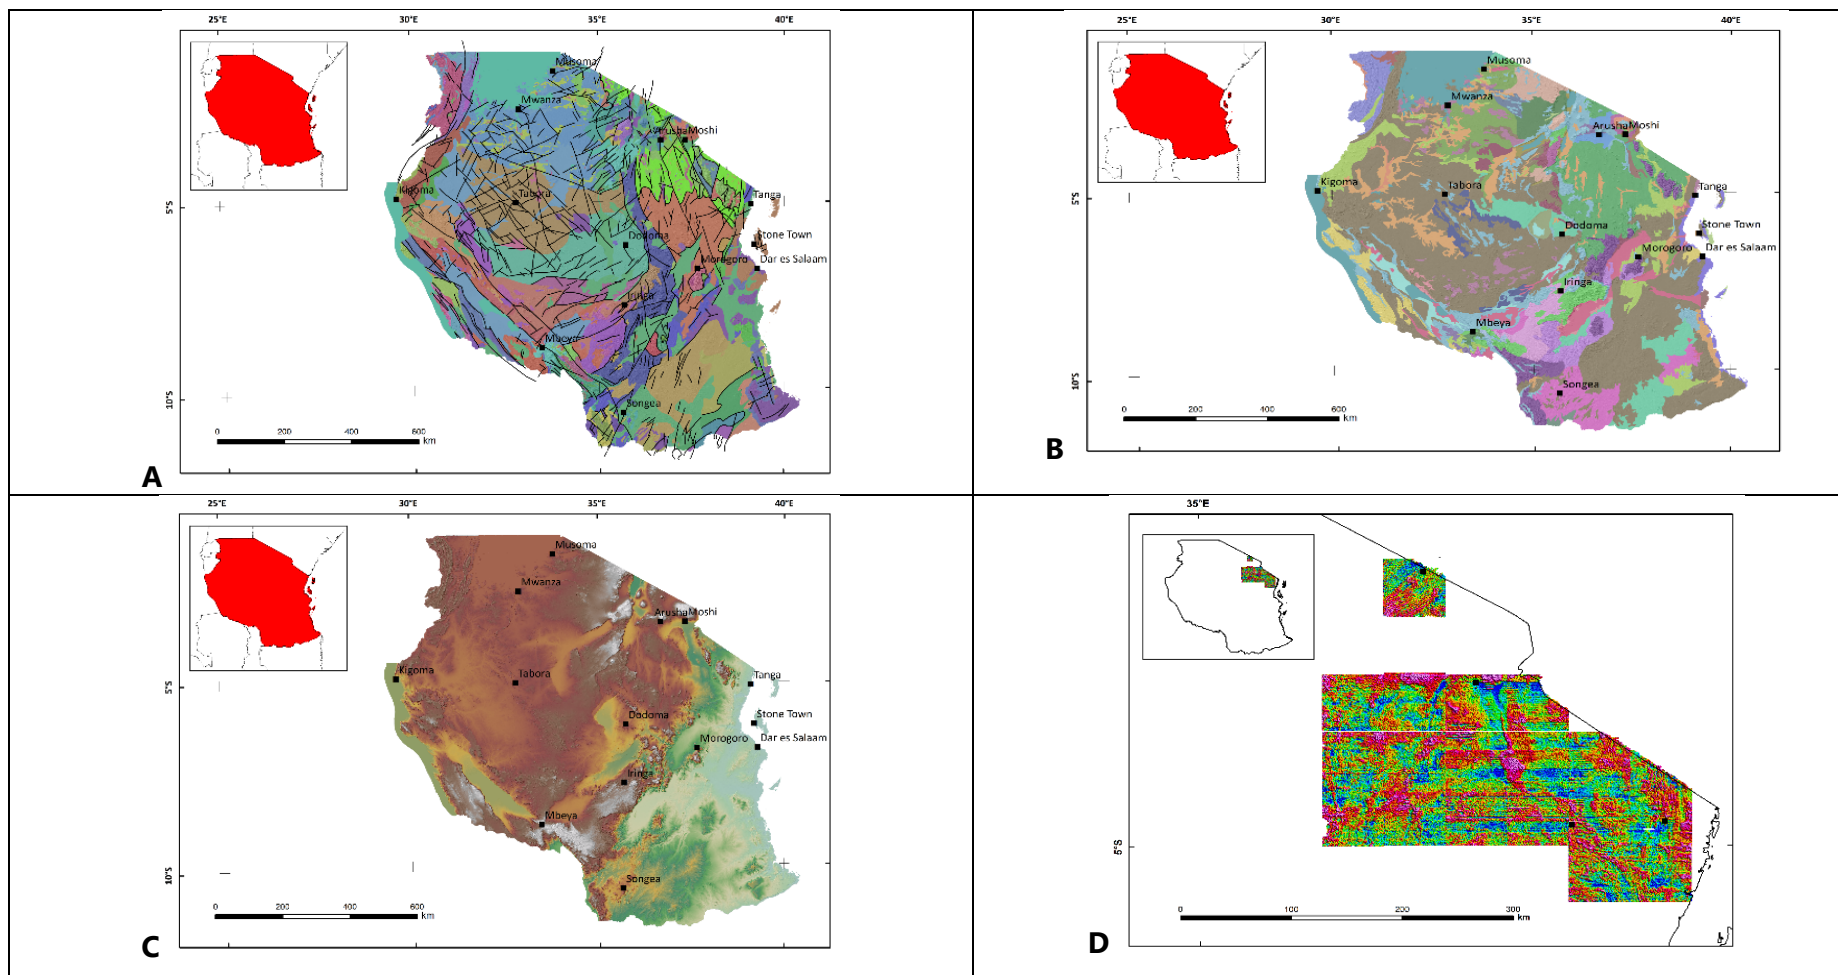 25°E 30°E 35°E 40°E
Musoma
Mwanza
Arusha Moshi
Kigoma
Tabora
Tanga
5°S
Dodoma
Stone Town
Morogoro
Dar es Salaam
Iringa
Mbeya
Songea
10°S
0 200 400 600
km
A
25°E 30°E 35°E 40°E
Musoma
Mwanza
Arusha Moshi
Kigoma
Tabora
Tanga
5°S
Dodoma
Stone Town
Morogoro
Dar es Salaam
Iringa
Mbeya
Songea
10°S
0 200 400 600
km
B
25°E 30°E 35°E 40°E
Musoma
Mwanza
Arusha Moshi
Kigoma
Tabora
Tanga
5°S
Dodoma
Stone Town
Morogoro
Dar es Salaam
Iringa
Mbeya
Songea
10°S
0 200 400 600
km
C
35°E
5°S
0 100 200 300
km
D